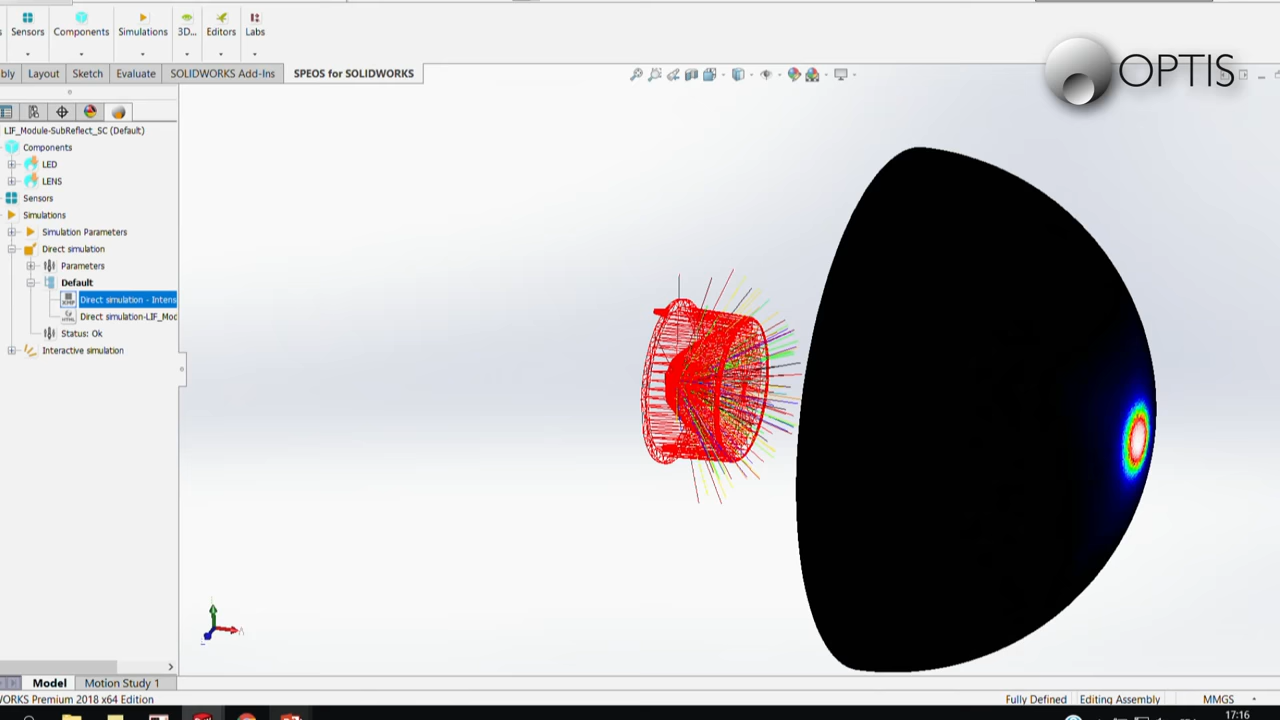 Sensors Components Simulations 3D... Editors Labs
bly Layout Sketch Evaluate SOLIDWORKS Add-Ins SPEOS for SOLIDWORKS
OPTIS
LIF_Module-SubReflect_SC (Default)
Components
LED
LENS
Sensors
Simulations
Simulation Parameters
Direct simulation
Parameters
Default
Direct simulation - Intens
Direct simulation-LIF_Mod
Status: Ok
Interactive simulation
Model Motion Study 1
WORKS Premium 2018 x64 Edition Fully Defined Editing Assembly MMGS
17:16